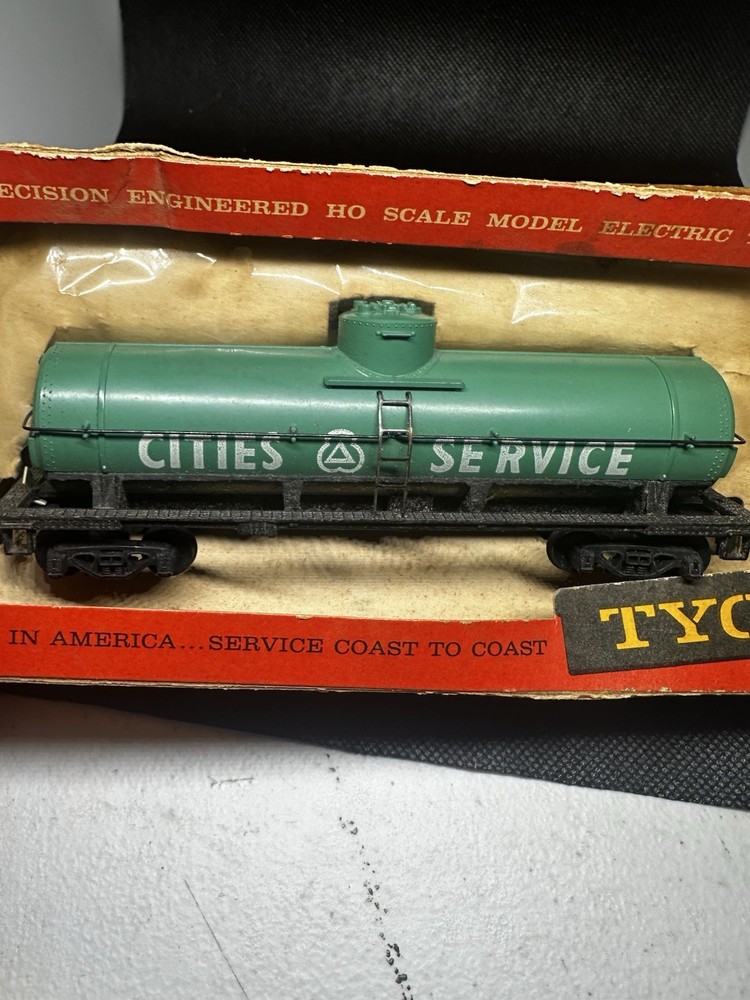 ECISION ENGINEERED HO SCALE MODEL ELECTRIC
CITIES SERVICE
IN AMERICA...SERVICE COAST TO COAST
TYC